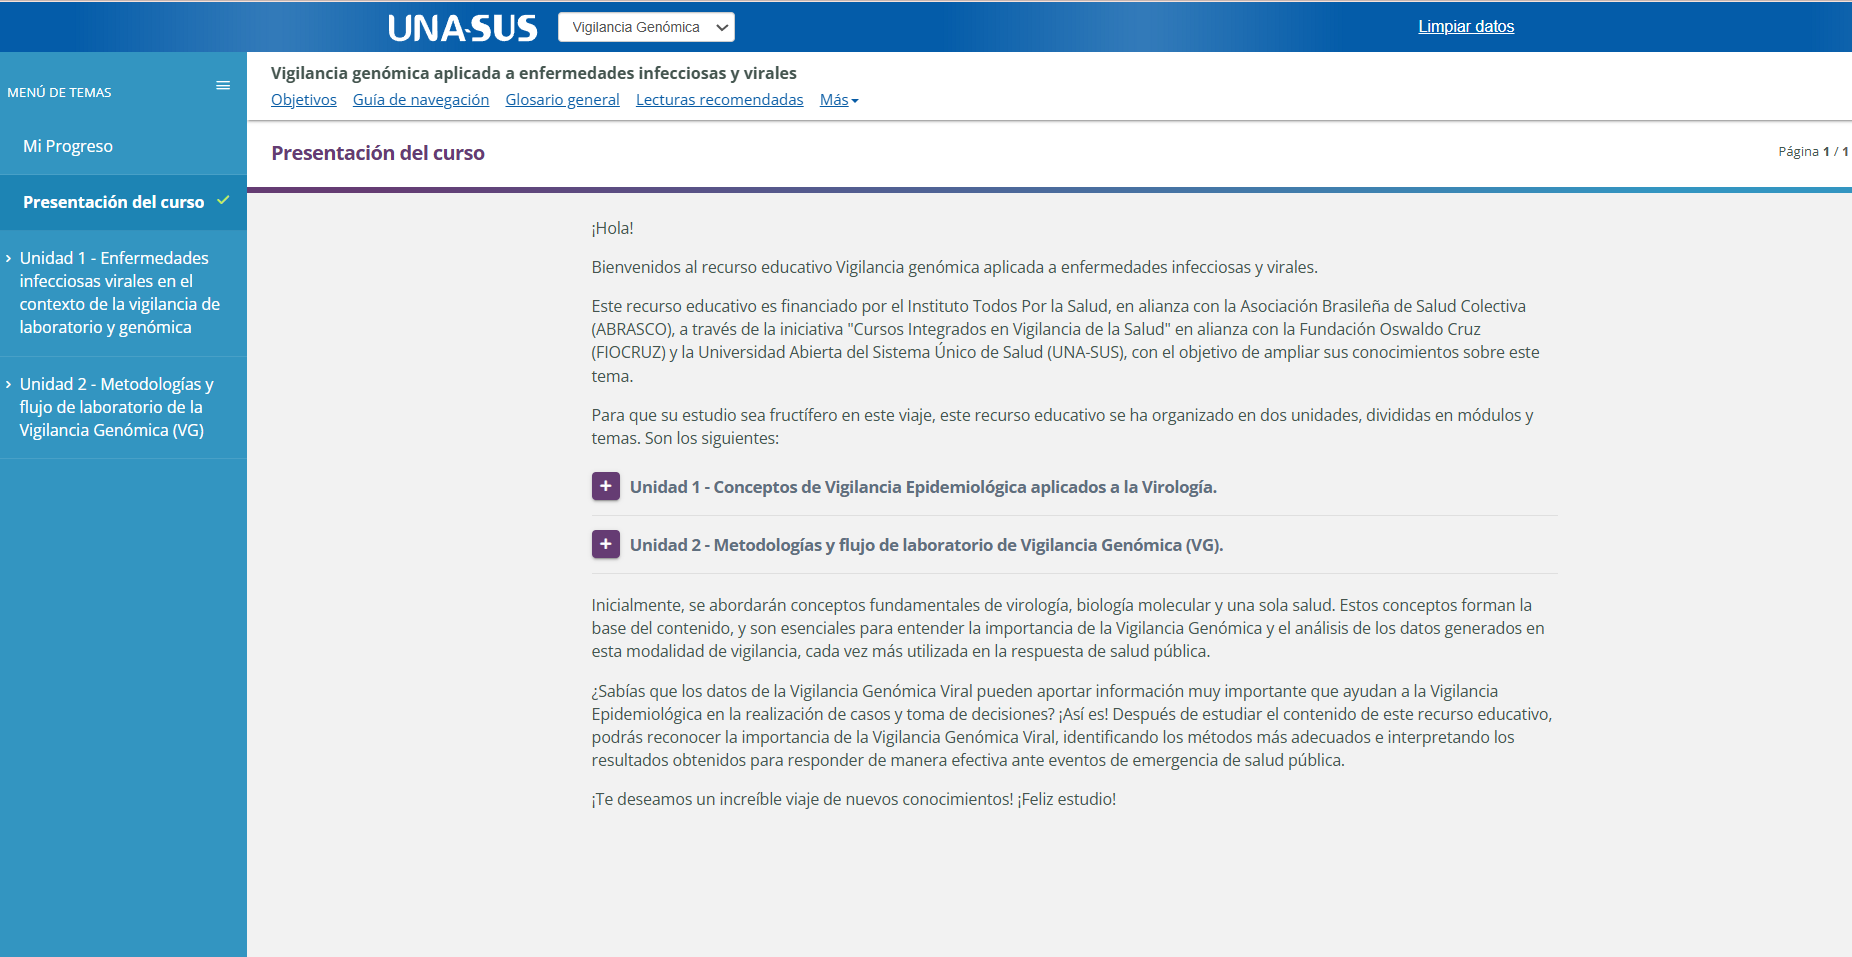 UNA-SUS
Vigilancia Genómica
Limpiar datos
MENÚ DE TEMAS
Mi Progreso
Presentación del curso
Unidad 1 - Enfermedades
infecciosas virales en el
contexto de la vigilancia de
laboratorio y genómica
Unidad 2 - Metodologías y
flujo de laboratorio de la
Vigilancia Genómica (VG)
Vigilancia genómica aplicada a enfermedades infecciosas y virales
Objetivos Guía de navegación Glosario general Lecturas recomendadas Más
Presentación del curso
Página 1 / 1
¡Hola!
Bienvenidos al recurso educativo Vigilancia genómica aplicada a enfermedades infecciosas y virales.
Este recurso educativo es financiado por el Instituto Todos Por la Salud, en alianza con la Asociación Brasileña de Salud Colectiva
(ABRASCO), a través de la iniciativa "Cursos Integrados en Vigilancia de la Salud" en alianza con la Fundación Oswaldo Cruz
(FIOCRUZ) y la Universidad Abierta del Sistema Único de Salud (UNA-SUS), con el objetivo de ampliar sus conocimientos sobre este
tema.
Para que su estudio sea fructífero en este viaje, este recurso educativo se ha organizado en dos unidades, divididas en módulos y
temas. Son los siguientes:
+ Unidad 1 - Conceptos de Vigilancia Epidemiológica aplicados a la Virología.
+ Unidad 2 - Metodologías y flujo de laboratorio de Vigilancia Genómica (VG).
Inicialmente, se abordarán conceptos fundamentales de virología, biología molecular y una sola salud. Estos conceptos forman la
base del contenido, y son esenciales para entender la importancia de la Vigilancia Genómica y el análisis de los datos generados en
esta modalidad de vigilancia, cada vez más utilizada en la respuesta de salud pública.
¿Sabías que los datos de la Vigilancia Genómica Viral pueden aportar información muy importante que ayudan a la Vigilancia
Epidemiológica en la realización de casos y toma de decisiones? ¡Así es! Después de estudiar el contenido de este recurso educativo,
podrás reconocer la importancia de la Vigilancia Genómica Viral, identificando los métodos más adecuados e interpretando los
resultados obtenidos para responder de manera efectiva ante eventos de emergencia de salud pública.
¡Te deseamos un increíble viaje de nuevos conocimientos! ¡Feliz estudio!